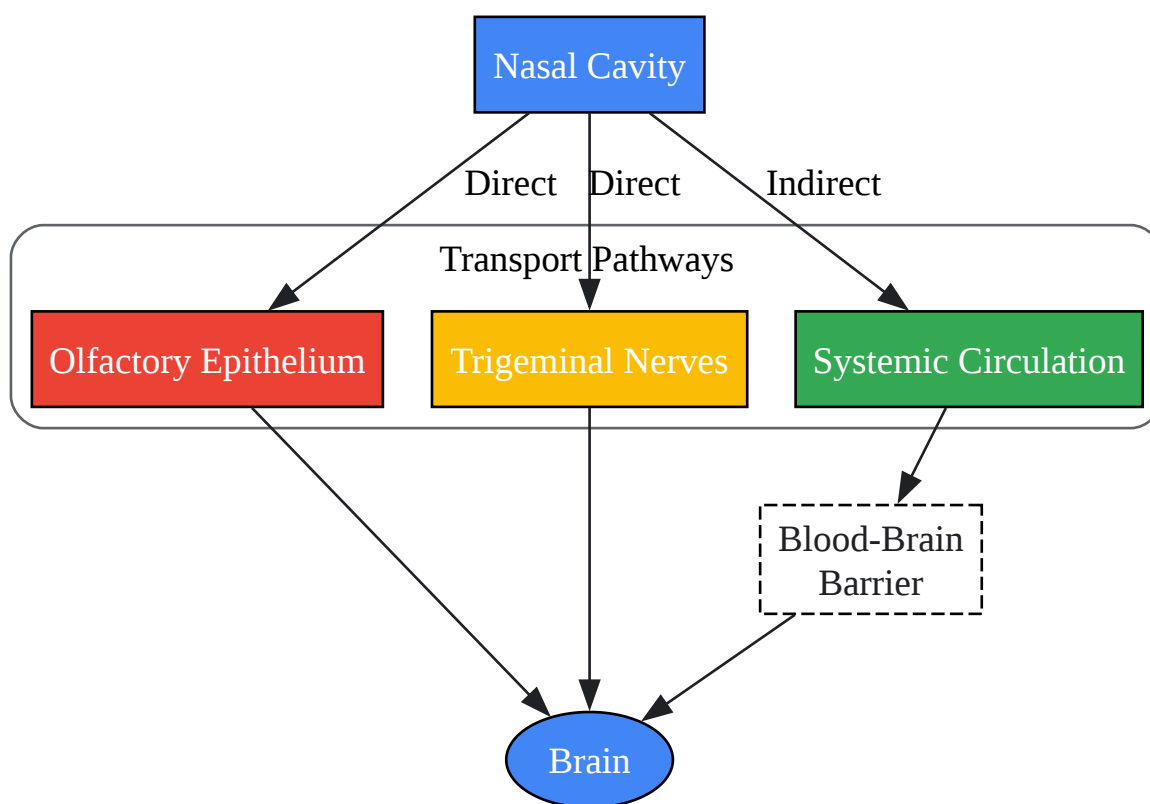 Nasal Cavity
Direct
Direct
Indirect
Transport Pathways
Olfactory Epithelium
Trigeminal Nerves
Systemic Circulation
Blood-Brain
Barrier
Brain